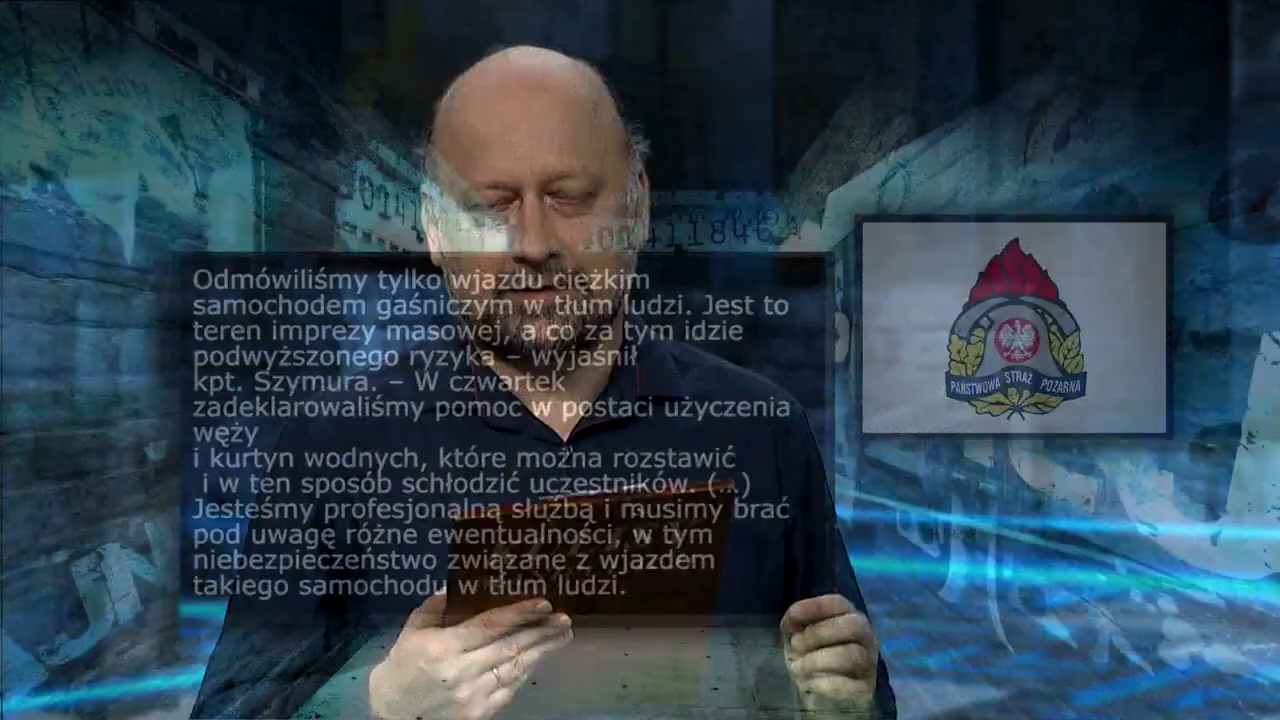 Odmówiliśmy tylko wjazdu ciężkim
samochodem gaśniczym w tłum ludzi. Jest to
teren imprezy masowej, a co za tym idzie
podwyższonego ryzyka – wyjaśnił
kpt. Szymura. – W czwartek
zadeklarowaliśmy pomoc w postaci użyczenia
węży
i kurtyn wodnych, które można rozstawić
i w ten sposób schłodzić uczestników. (...)
Jesteśmy profesjonalną służbą i musimy brać
pod uwagę różne ewentualności, w tym
niebezpieczeństwo związane z wjazdem
takiego samochodu w tłum ludzi.
PAŃSTWOWA STRAŻ POŻARNA